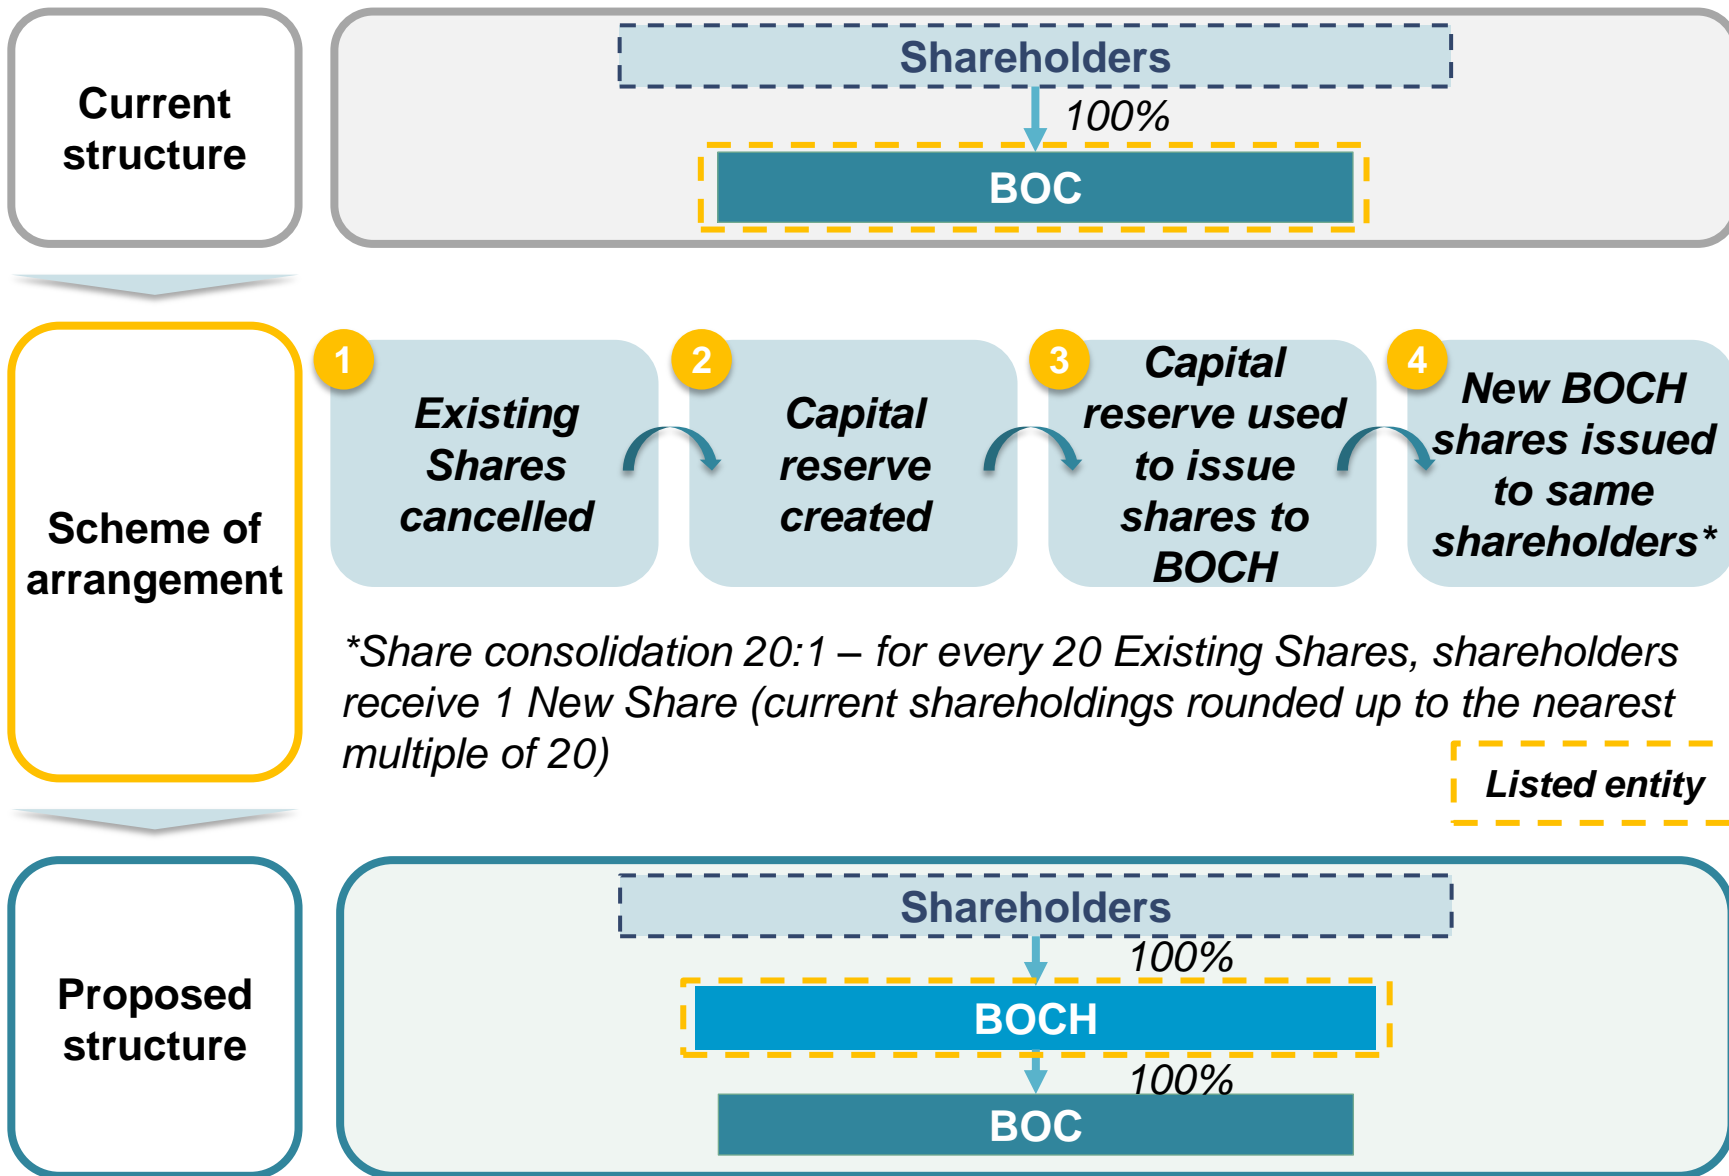 Current
structure
Shareholders
100%
BOC
Scheme of
arrangement
1
Existing
Shares
cancelled
2
Capital
reserve
created
3
Capital
reserve used
to issue
shares to
BOCH
4
New BOCH
shares issued
to same
shareholders*
*Share consolidation 20:1 – for every 20 Existing Shares, shareholders
receive 1 New Share (current shareholdings rounded up to the nearest
multiple of 20)
Listed entity
Proposed
structure
Shareholders
100%
BOCH
100%
BOC